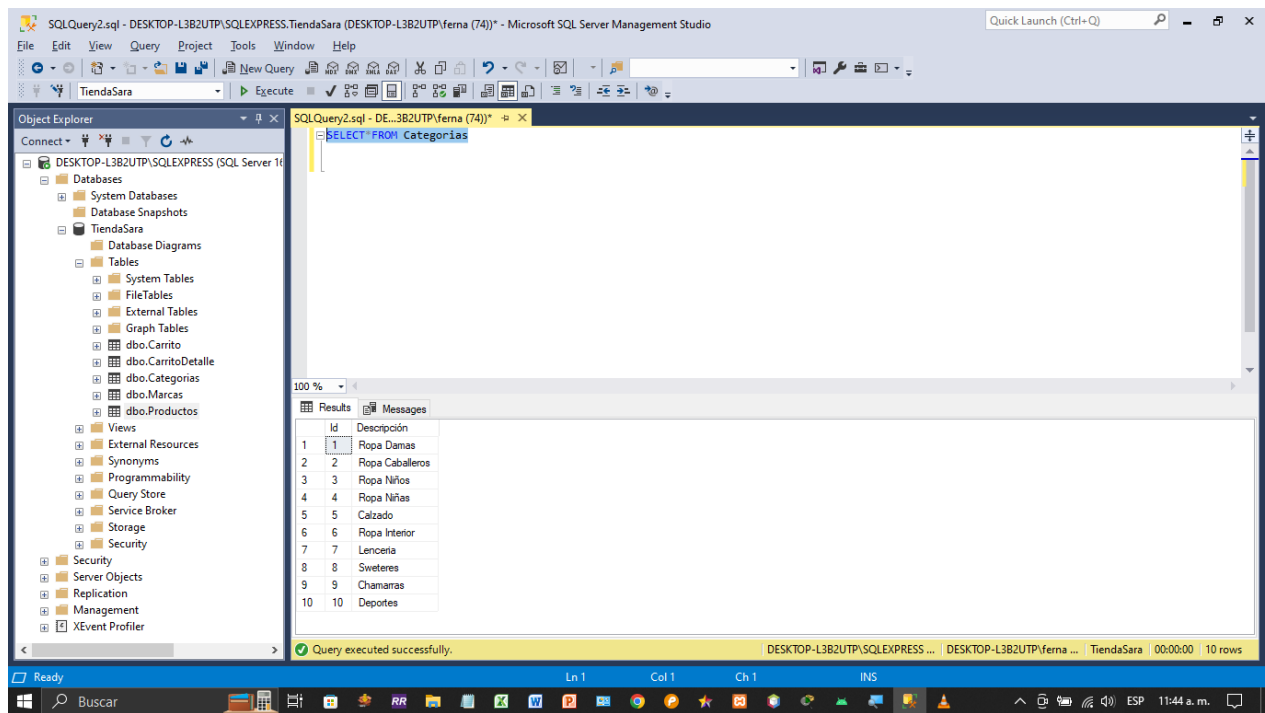 SQLQuery2.sql - DESKTOP-L3B2UTP\SQLEXPRESS.TiendaSara (DESKTOP-L3B2UTP\ferna (74))* - Microsoft SQL Server Management Studio
Quick Launch (Ctrl+Q)
File Edit View Query Project Tools Window Help
New Query
TiendaSara
Execute
Object Explorer
SQLQuery2.sql - DE...3B2UTP\ferna (74))*
Connect
DESKTOP-L3B2UTP\SQLEXPRESS (SQL Server 16
Databases
System Databases
Database Snapshots
TiendaSara
Database Diagrams
Tables
System Tables
FileTables
External Tables
Graph Tables
dbo.Carrito
dbo.CarritoDetalle
dbo.Categorias
dbo.Marcas
dbo.Productos
Views
External Resources
Synonyms
Programmability
Query Store
Service Broker
Storage
Security
Security
Server Objects
Replication
Management
XEvent Profiler
SELECT*FROM Categorias
100 %
Results Messages
Id Descripción
1 1 Ropa Damas
2 2 Ropa Caballeros
3 3 Ropa Niños
4 4 Ropa Niñas
5 5 Calzado
6 6 Ropa Interior
7 7 Lenceria
8 8 Sweteres
9 9 Chamarras
10 10 Deportes
Query executed successfully.
DESKTOP-L3B2UTP\SQLEXPRESS ... DESKTOP-L3B2UTP\ferna ... TiendaSara 00:00:00 10 rows
Ready Ln 1 Col 1 Ch 1 INS
Buscar
RR
ESP 11:44 a. m.